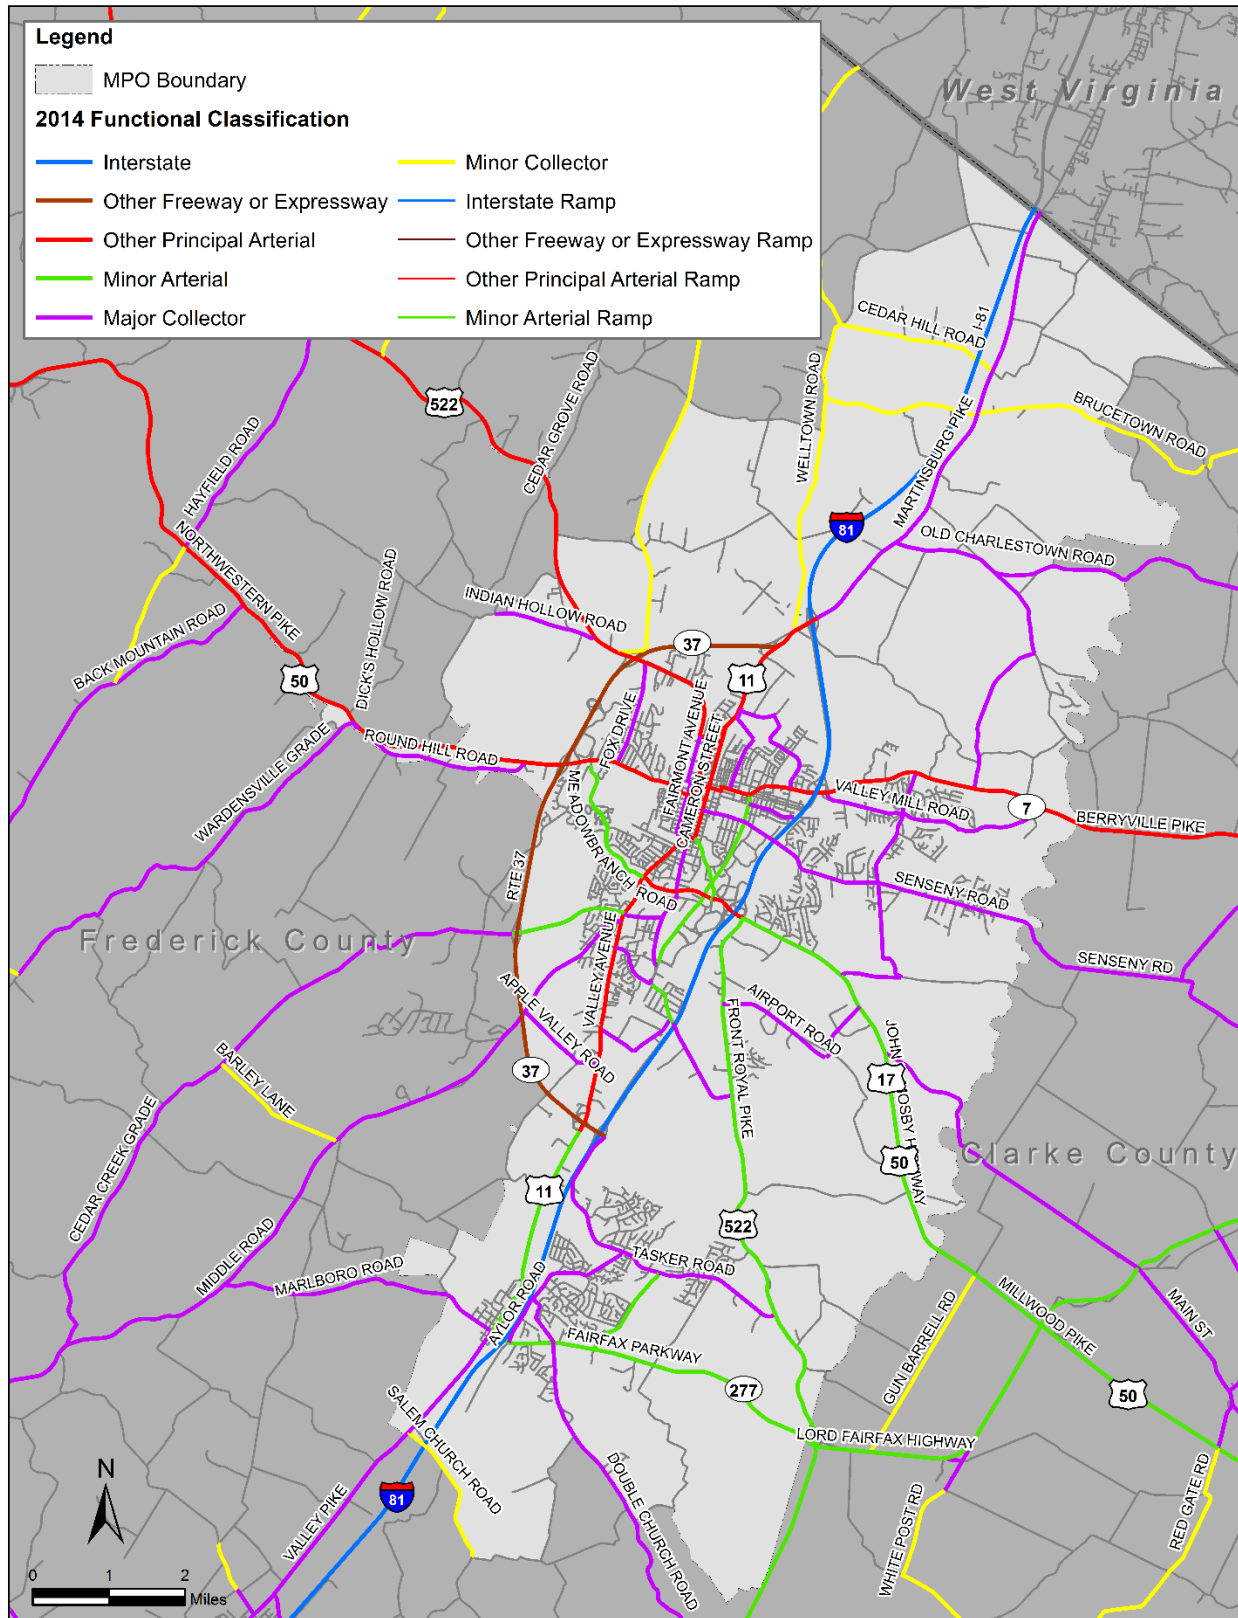 Legend
MPO Boundary
2014 Functional Classification
Interstate
Other Freeway or Expressway
Other Principal Arterial
Minor Arterial
Major Collector
Minor Collector
Interstate Ramp
Other Freeway or Expressway Ramp
Other Principal Arterial Ramp
Minor Arterial Ramp
West Virginia
I-81
CEDAR HILL ROAD
WELLTOWN ROAD
BRUCETOWN ROAD
MARTINSBURG PIKE
522
CEDAR GROVE ROAD
HAYFIELD ROAD
81
OLD CHARLESTOWN ROAD
NORTHWESTERN PIKE
DICK'S HOLLOW ROAD
INDIAN HOLLOW ROAD
BACK MOUNTAIN ROAD
37
11
50
WARDENSVILLE GRADE
ROUND HILL ROAD
FOX DRIVE
FAIRMONT AVENUE
CAMERON STREET
MEADOWBRANCH ROAD
VALLEY MILL ROAD
7
BERRYVILLE PIKE
RTE 37
SENSENY ROAD
Frederick County
VALLEY AVENUE
SENSENY RD
APPLE VALLEY ROAD
AIRPORT ROAD
FRONT ROYAL PIKE
JOHN MOSBY HIGHWAY
BARLEY LANE
37
17
50
Clarke County
CEDAR CREEK GRADE
11
522
MIDDLE ROAD
MARLBORO ROAD
TASKER ROAD
AYLOR ROAD
FAIRFAX PARKWAY
GUN BARRELL RD
MILLWOOD PIKE
MAIN ST
277
50
SALEM CHURCH ROAD
LORD FAIRFAX HIGHWAY
N
81
VALLEY PIKE
DOUBLE CHURCH ROAD
WHITE POST RD
RED GATE RD
0 1 2
Miles